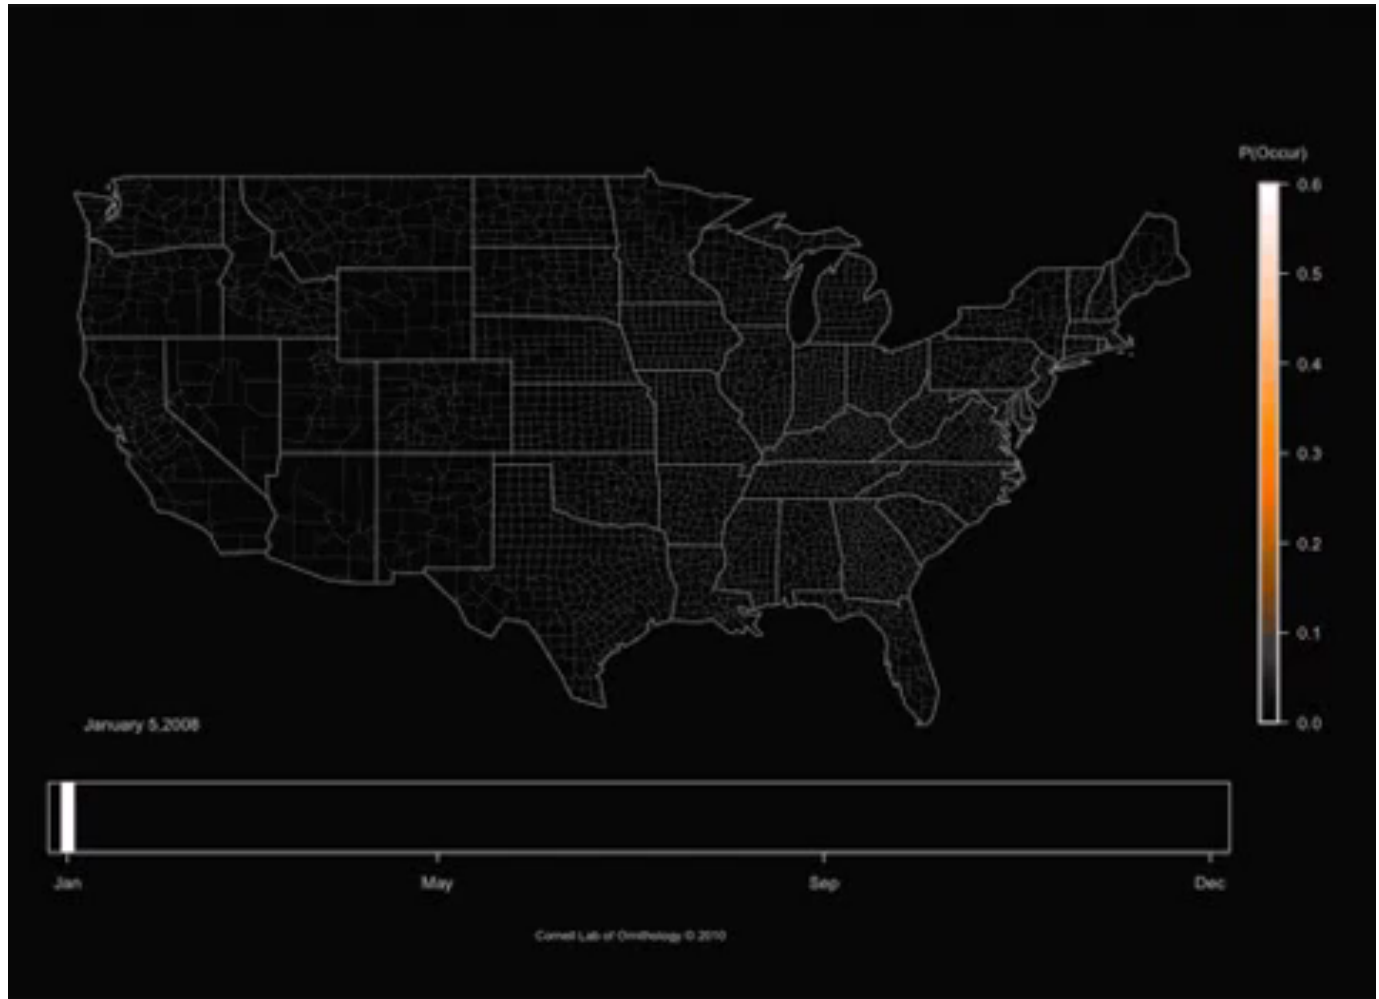 P(Occur)
0.6
0.5
0.4
0.3
0.2
0.1
0.0
January 5,2008
Jan
May
Sep
Dec
Cornell Lab of Ornithology © 2010